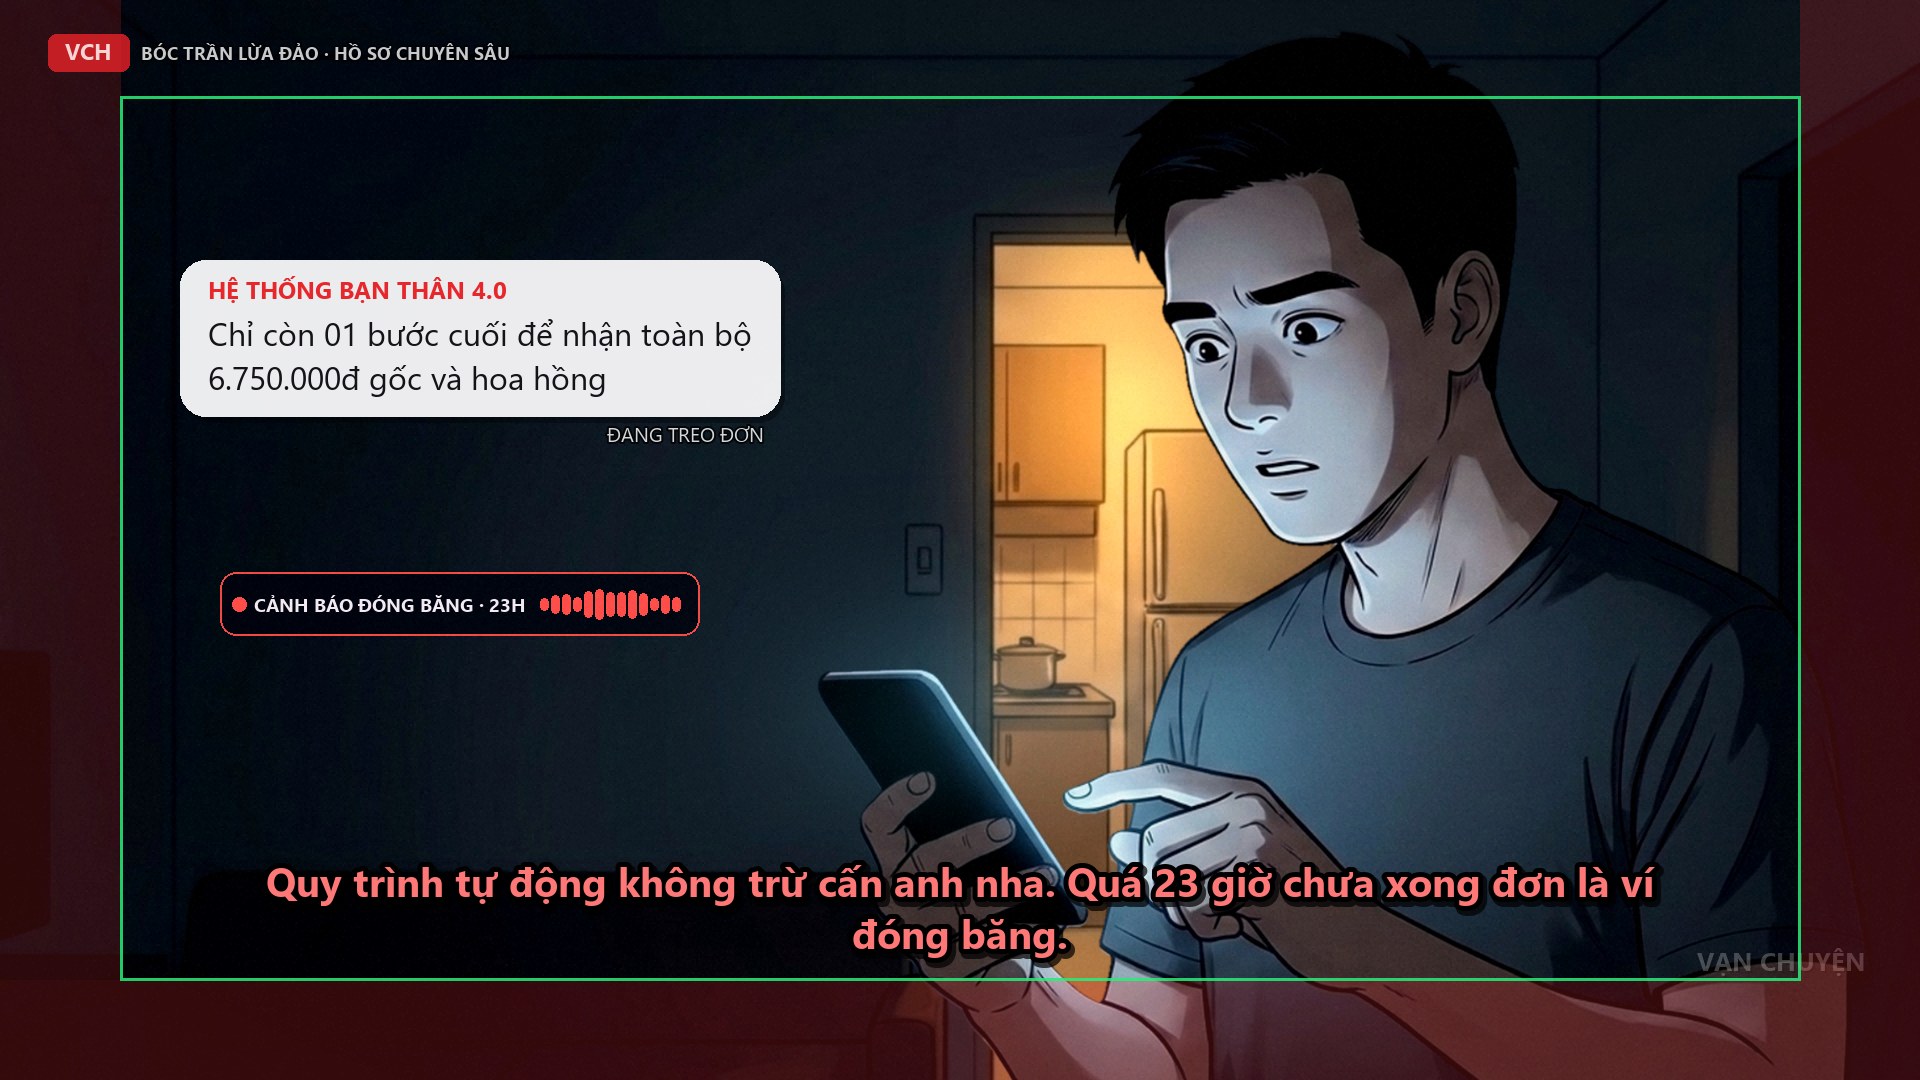 VCH
BÓC TRẦN LỪA ĐẢO · HỒ SƠ CHUYÊN SÂU
HỆ THỐNG BẠN THÂN 4.0
Chỉ còn 01 bước cuối để nhận toàn bộ
6.750.000đ gốc và hoa hồng
ĐANG TREO ĐƠN
CẢNH BÁO ĐÓNG BĂNG · 23H
Quy trình tự động không trừ cấn anh nha. Quá 23 giờ chưa xong đơn là ví
đóng băng.
VẠN CHUYỆN